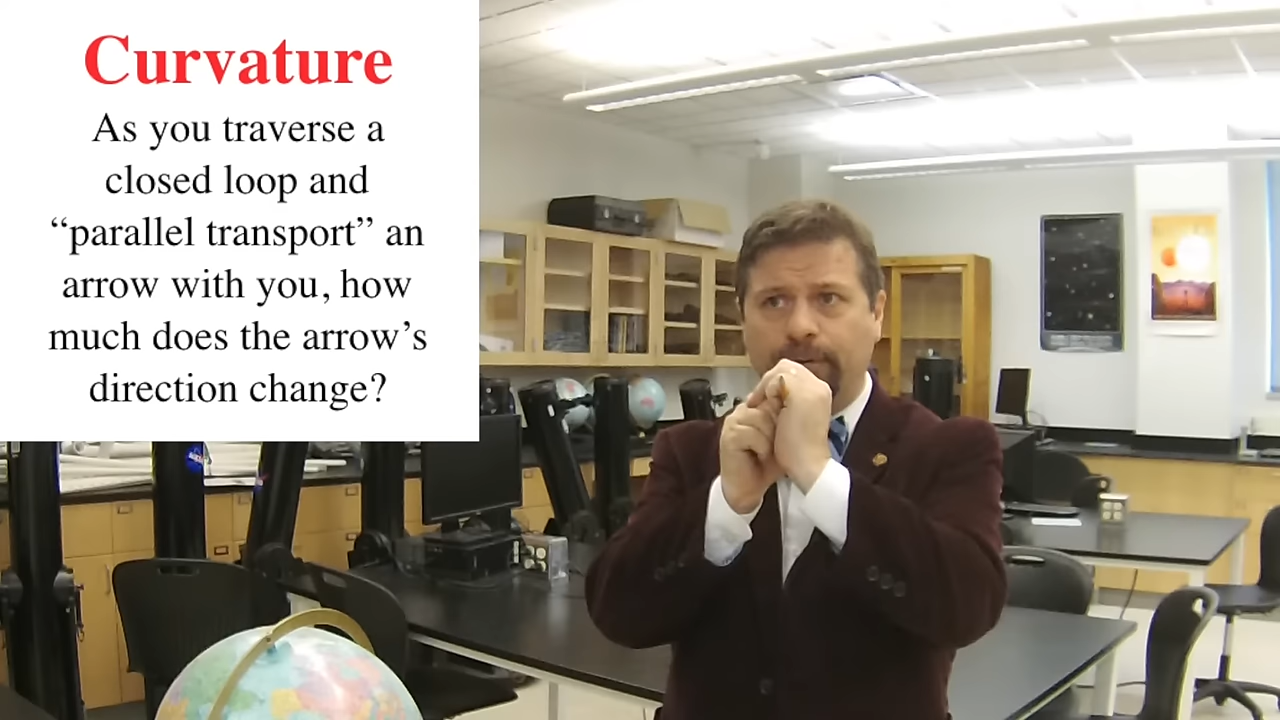 Curvature
As you traverse a
closed loop and
“parallel transport” an
arrow with you, how
much does the arrow’s
direction change?